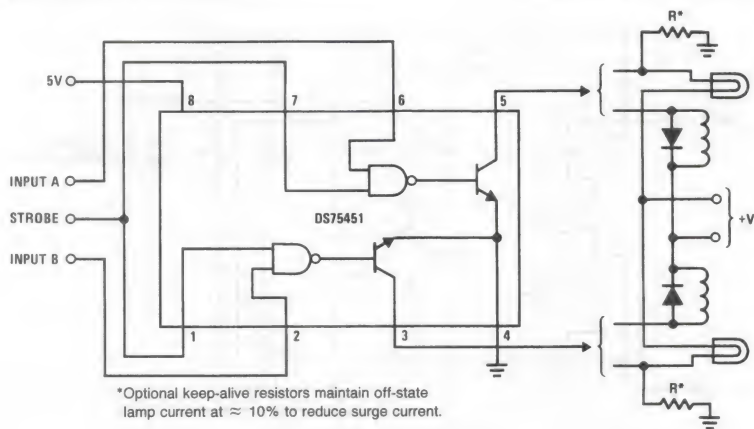 R*
5V
8
7
6
5
INPUT A
STROBE
INPUT B
DS75451
+V
1
2
3
4
*Optional keep-alive resistors maintain off-state
lamp current at ≈ 10% to reduce surge current.
R*